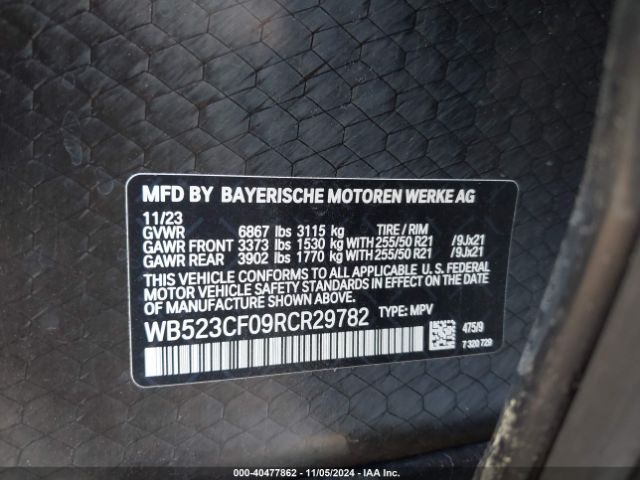 MFD BY BAYERISCHE MOTOREN WERKE AG
11/23
GVWR 6867 lbs 3115 kg TIRE / RIM
GAWR FRONT 3373 lbs 1530 kg WITH 255/50 R21 /9Jx21
GAWR REAR 3902 lbs 1770 kg WITH 255/50 R21 /9Jx21
THIS VEHICLE CONFORMS TO ALL APPLICABLE U. S. FEDERAL
MOTOR VEHICLE SAFETY STANDARDS IN EFFECT ON THE DATE
OF MANUFACTURE SHOWN ABOVE.
WB523CF09RCR29782 TYPE: MPV
475/9
7 320 729
000-40477862 - 11/05/2024 - IAA Inc.